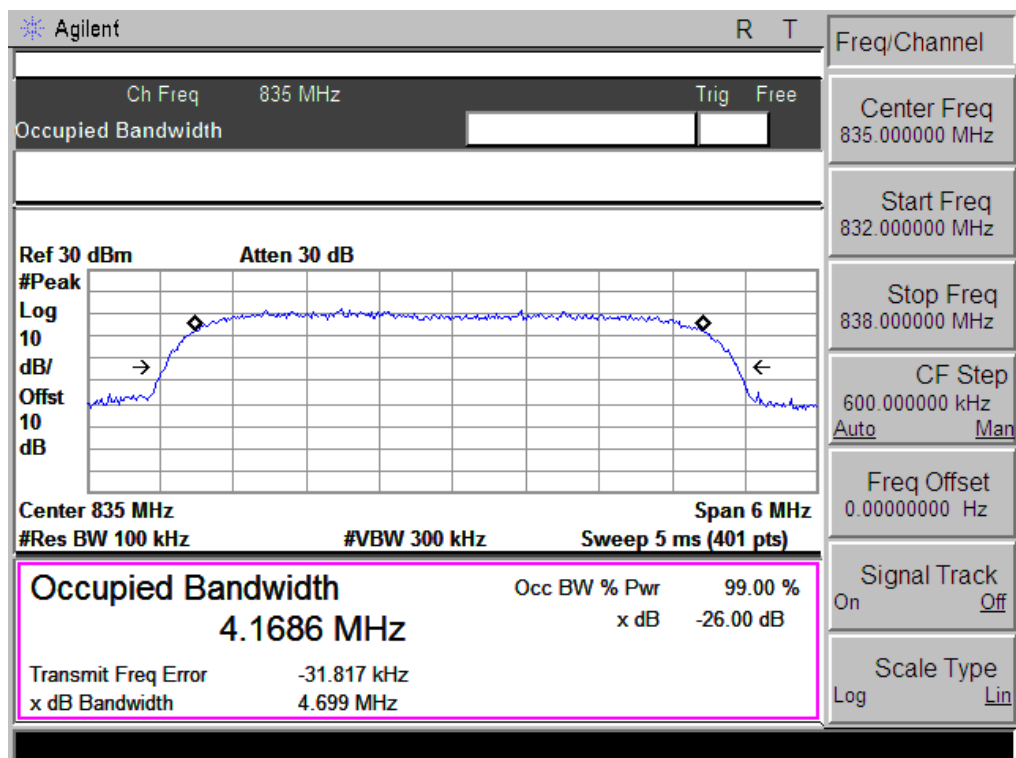 Agilent R T
Ch Freq 835 MHz Trig Free
Occupied Bandwidth
Ref 30 dBm Atten 30 dB
#Peak
Log
10
dB/
Offst
10
dB
Center 835 MHz Span 6 MHz
#Res BW 100 kHz #VBW 300 kHz Sweep 5 ms (401 pts)
Occupied Bandwidth Occ BW % Pwr 99.00 %
4.1686 MHz x dB -26.00 dB
Transmit Freq Error -31.817 kHz
x dB Bandwidth 4.699 MHz
Freq/Channel
Center Freq
835.000000 MHz
Start Freq
832.000000 MHz
Stop Freq
838.000000 MHz
CF Step
600.000000 kHz
Auto Man
Freq Offset
0.00000000 Hz
Signal Track
On Off
Scale Type
Log Lin